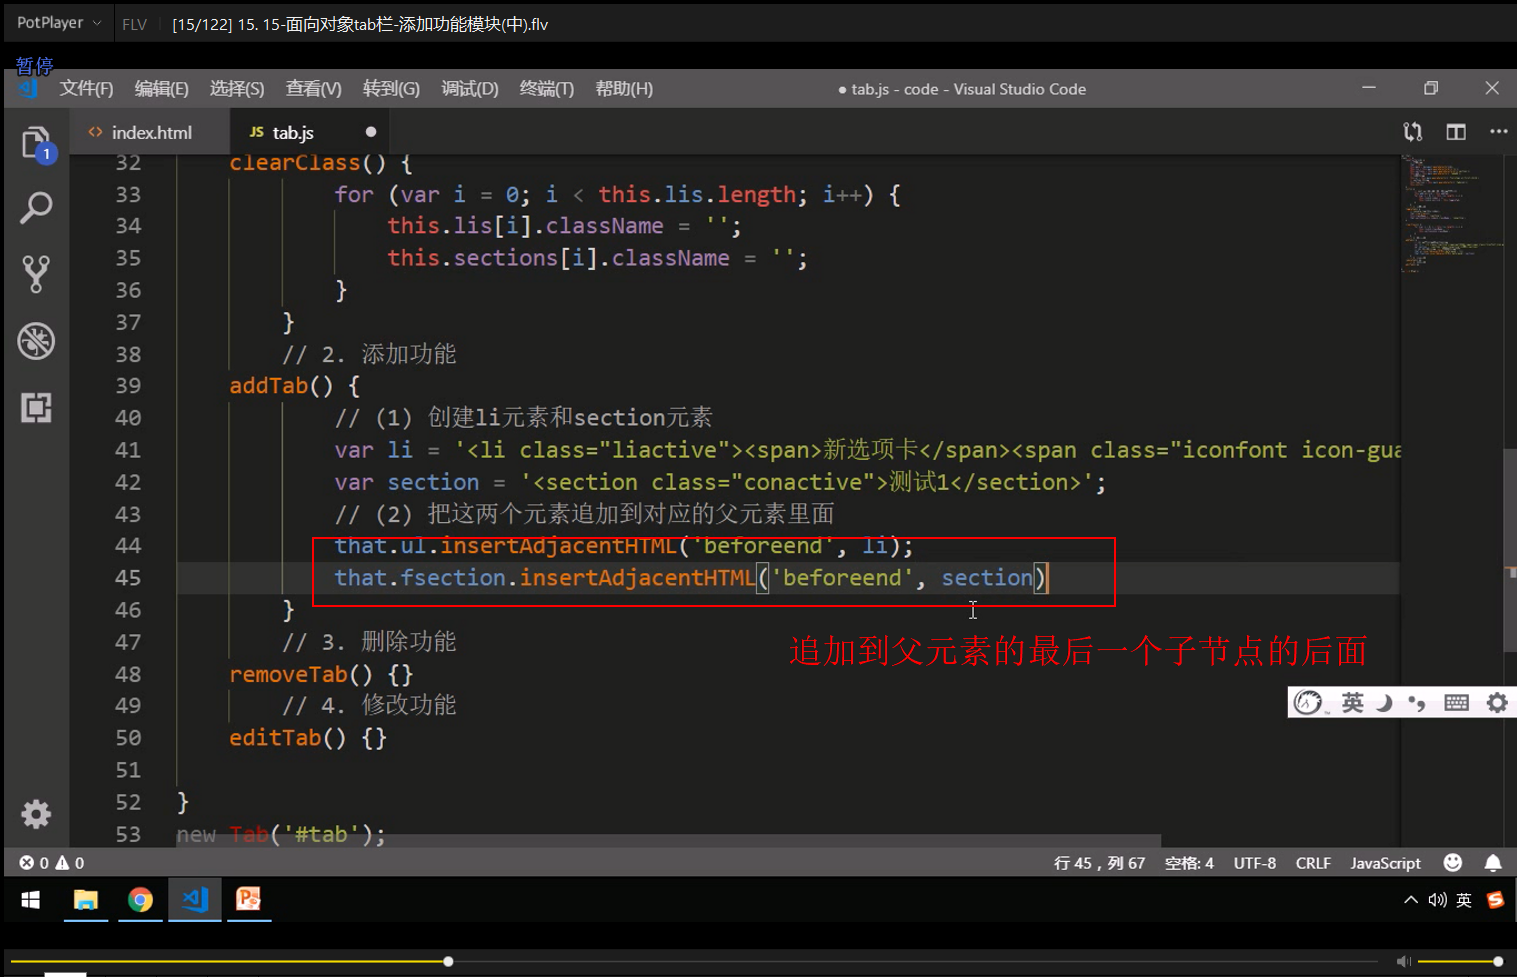 PotPlayer FLV [15/122] 15. 15-面向对象tab栏-添加功能模块(中).flv
暂停
文件(F) 编辑(E) 选择(S) 查看(V) 转到(G) 调试(D) 终端(T) 帮助(H) ● tab.js - code - Visual Studio Code
<> index.html JS tab.js
1
32 clearClass() {
33 for (var i = 0; i < this.lis.length; i++) {
34 this.lis[i].className = '';
35 this.sections[i].className = '';
36 }
37 }
38 // 2. 添加功能
39 addTab() {
40 // (1) 创建li元素和section元素
41 var li = '<li class="liactive"><span>新选项卡</span><span class="iconfont icon-gua
42 var section = '<section class="conactive">测试1</section>';
43 // (2) 把这两个元素追加到对应的父元素里面
44 that.ul.insertAdjacentHTML('beforeend', li);
45 that.fsection.insertAdjacentHTML('beforeend', section)
46 }
47 // 3. 删除功能
追加到父元素的最后一个子节点的后面
48 removeTab() {}
49 // 4. 修改功能
英
50 editTab() {}
51
52 }
53 new Tab('#tab');
0 0 行 45，列 67 空格: 4 UTF-8 CRLF JavaScript
英